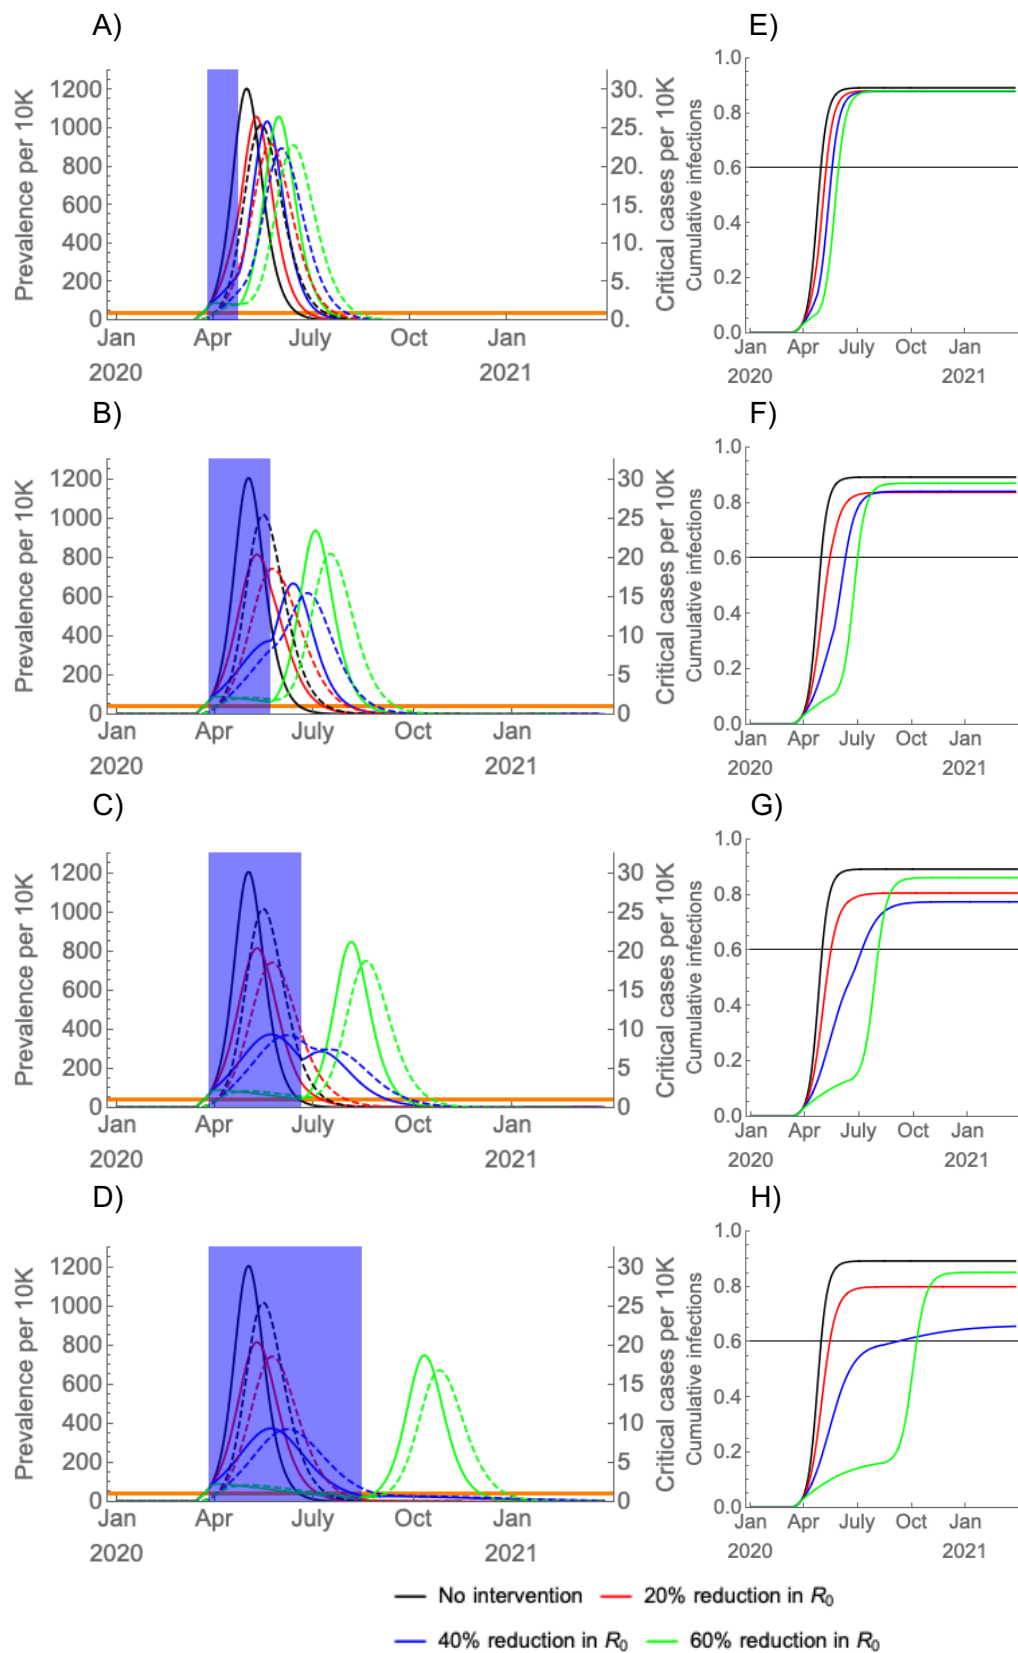 A)
Prevalence per 10K
1200
1000
800
600
400
200
0
30.
25.
20.
15.
10.
5.
0.
Critical cases per 10K
Jan
Apr
July
Oct
Jan
2020
2021
E)
Cumulative infections
1.0
0.8
0.6
0.4
0.2
0.0
Jan
Apr
July
Oct
Jan
2020
2021
B)
Prevalence per 10K
1200
1000
800
600
400
200
0
30
25
20
15
10
5
0
Critical cases per 10K
Jan
Apr
July
Oct
Jan
2020
2021
F)
Cumulative infections
1.0
0.8
0.6
0.4
0.2
0.0
Jan
Apr
July
Oct
Jan
2020
2021
C)
Prevalence per 10K
1200
1000
800
600
400
200
0
30
25
20
15
10
5
0
Critical cases per 10K
Jan
Apr
July
Oct
Jan
2020
2021
G)
Cumulative infections
1.0
0.8
0.6
0.4
0.2
0.0
Jan
Apr
July
Oct
Jan
2020
2021
D)
Prevalence per 10K
1200
1000
800
600
400
200
0
30
25
20
15
10
5
0
Critical cases per 10K
Jan
Apr
July
Oct
Jan
2020
2021
H)
Cumulative infections
1.0
0.8
0.6
0.4
0.2
0.0
Jan
Apr
July
Oct
Jan
2020
2021
No intervention
20% reduction in R₀
40% reduction in R₀
60% reduction in R₀